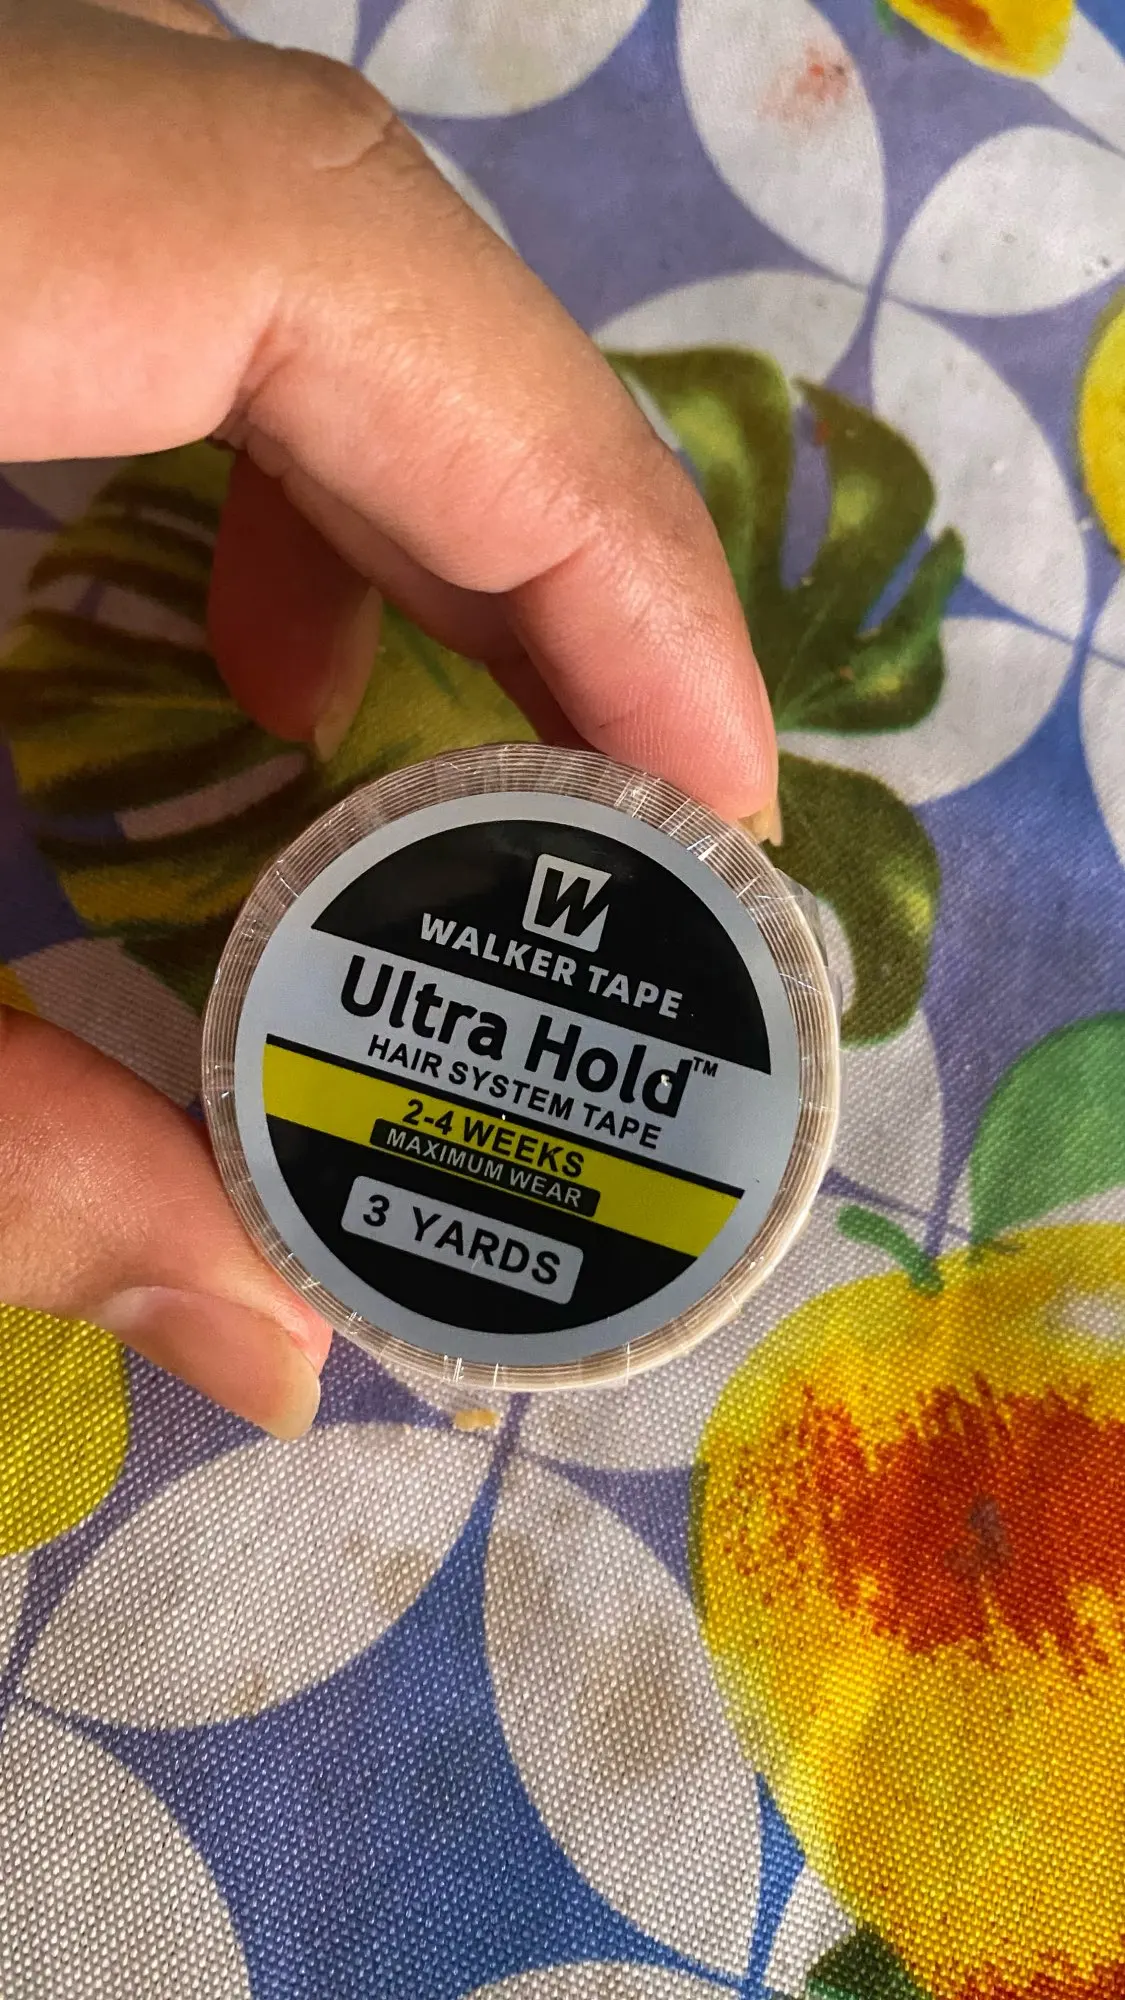 W
WALKER TAPE
Ultra Hold™
HAIR SYSTEM TAPE
2-4 WEEKS
MAXIMUM WEAR
3 YARDS